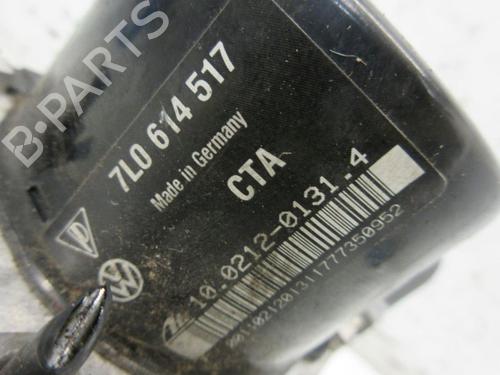 B-PARTS
7L0 614 517
Made in Germany
CTA
10.0212-0131.4